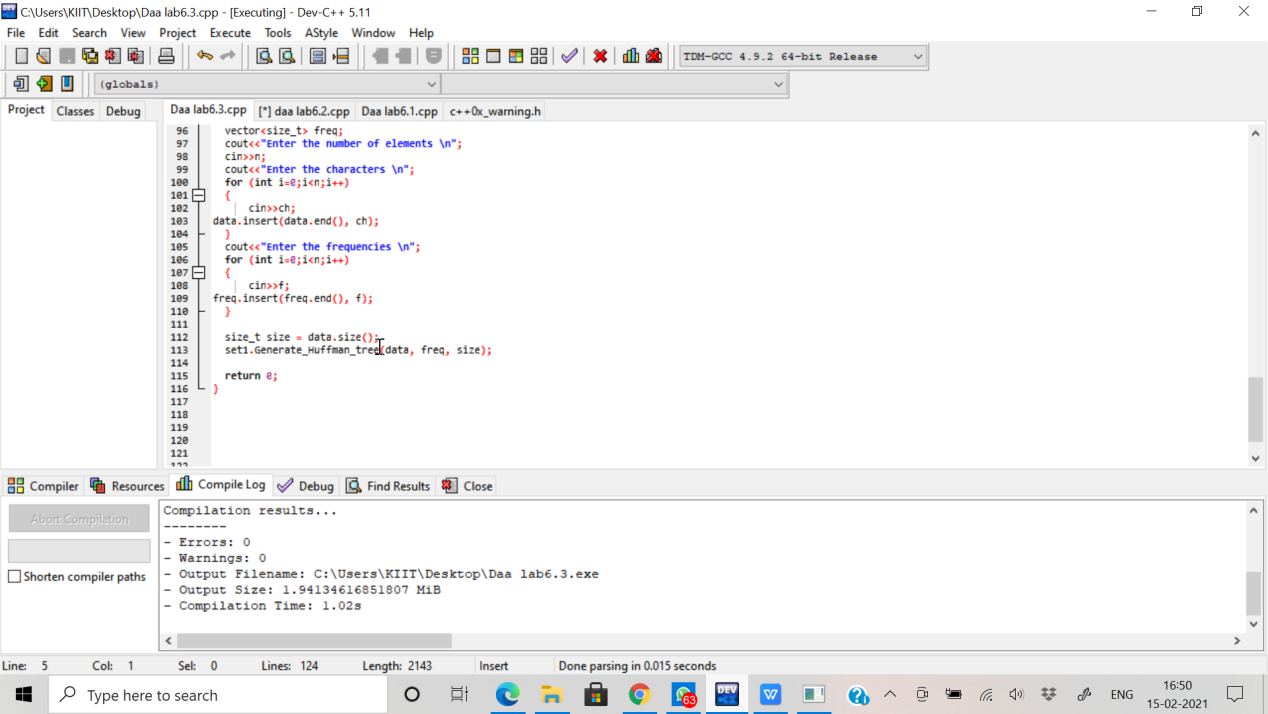 C:\Users\KIIT\Desktop\Daa lab6.3.cpp - [Executing] - Dev-C++ 5.11
File Edit Search View Project Execute Tools AStyle Window Help
TDM-GCC 4.9.2 64-bit Release
(globals)
Project Classes Debug
Daa lab6.3.cpp [*] daa lab6.2.cpp Daa lab6.1.cpp c++0x_warning.h
96 vector<size_t> freq;
97 cout<<"Enter the number of elements \n";
98 cin>>n;
99 cout<<"Enter the characters \n";
100 for (int i=0;i<n;i++)
101 {
102 cin>>ch;
103 data.insert(data.end(), ch);
104 }
105 cout<<"Enter the frequencies \n";
106 for (int i=0;i<n;i++)
107 {
108 cin>>f;
109 freq.insert(freq.end(), f);
110 }
111
112 size_t size = data.size();
113 set1.Generate_Huffman_tree(data, freq, size);
114
115 return 0;
116 }
117
118
119
120
121
122
Compiler Resources Compile Log Debug Find Results Close
Abort Compilation
Shorten compiler paths
Compilation results...
--------
- Errors: 0
- Warnings: 0
- Output Filename: C:\Users\KIIT\Desktop\Daa lab6.3.exe
- Output Size: 1.94134616851807 MiB
- Compilation Time: 1.02s
Line: 5 Col: 1 Sel: 0 Lines: 124 Length: 2143 Insert Done parsing in 0.015 seconds
Type here to search
63
DEV
W
ENG
16:50
15-02-2021